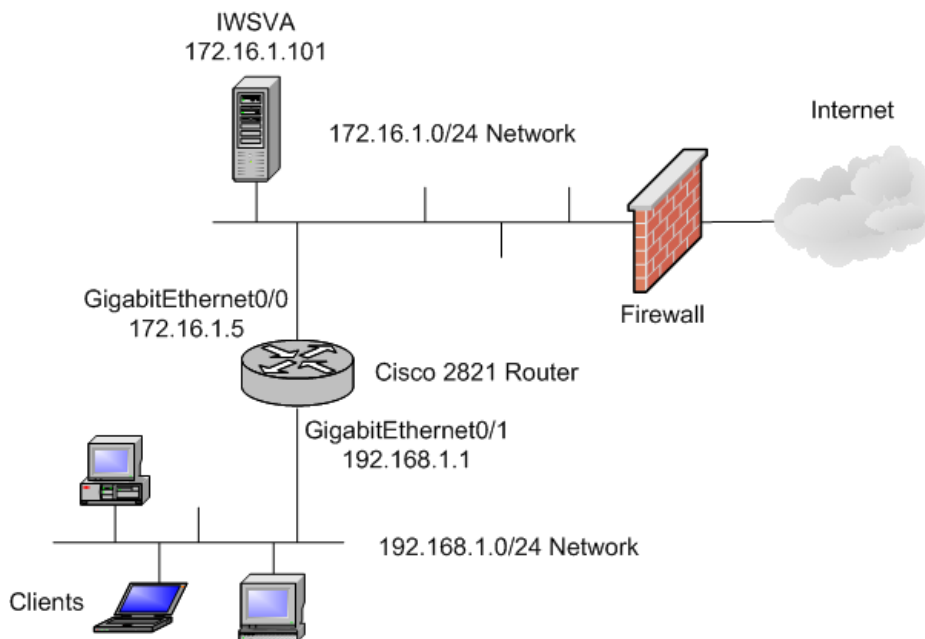 IWSVA
172.16.1.101
172.16.1.0/24 Network
Internet
Firewall
GigabitEthernet0/0
172.16.1.5
Cisco 2821 Router
GigabitEthernet0/1
192.168.1.1
192.168.1.0/24 Network
Clients